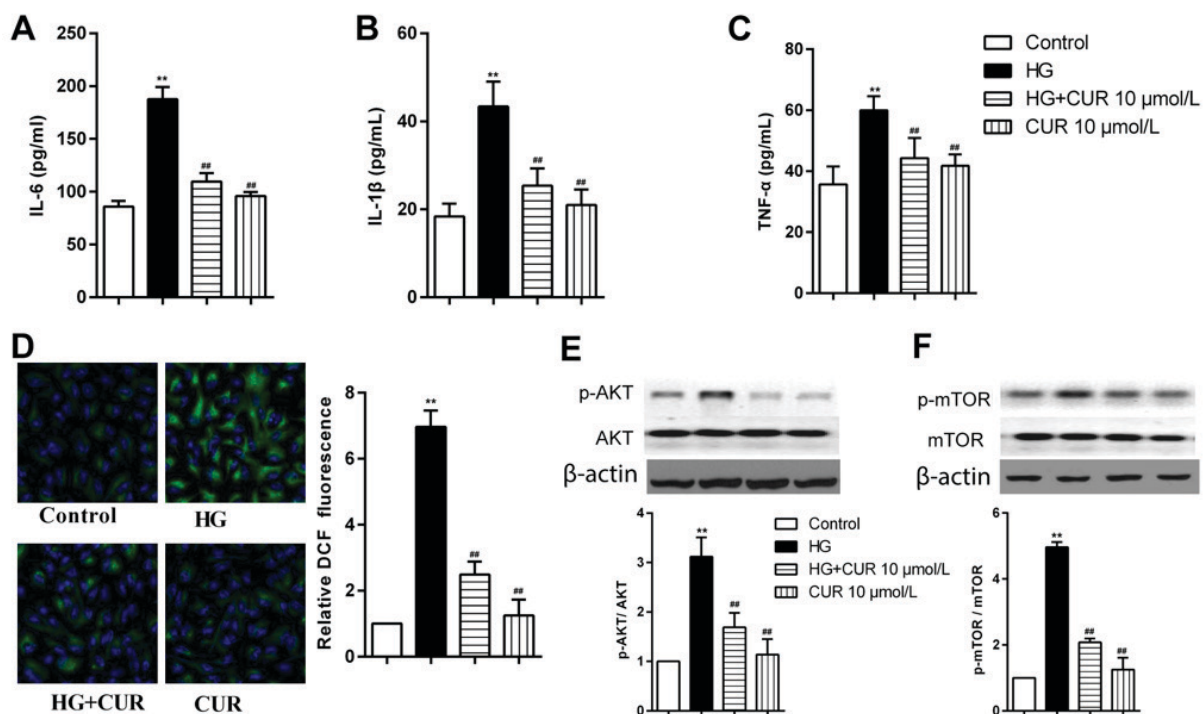 A
IL-6 (pg/ml)
250
200
150
100
50
0
**
##
##
B
IL-1β (pg/mL)
60
40
20
0
**
##
##
C
TNF-α (pg/mL)
80
60
40
20
0
**
##
##
Control
HG
HG+CUR 10 μmol/L
CUR 10 μmol/L
D
Control
HG
HG+CUR
CUR
Relative DCF fluorescence
8
6
4
2
0
**
##
##
E
p-AKT
AKT
β-actin
p-AKT/ AKT
4
3
2
1
0
**
##
##
Control
HG
HG+CUR 10 μmol/L
CUR 10 μmol/L
F
p-mTOR
mTOR
β-actin
p-mTOR / mTOR
6
4
2
0
**
##
##